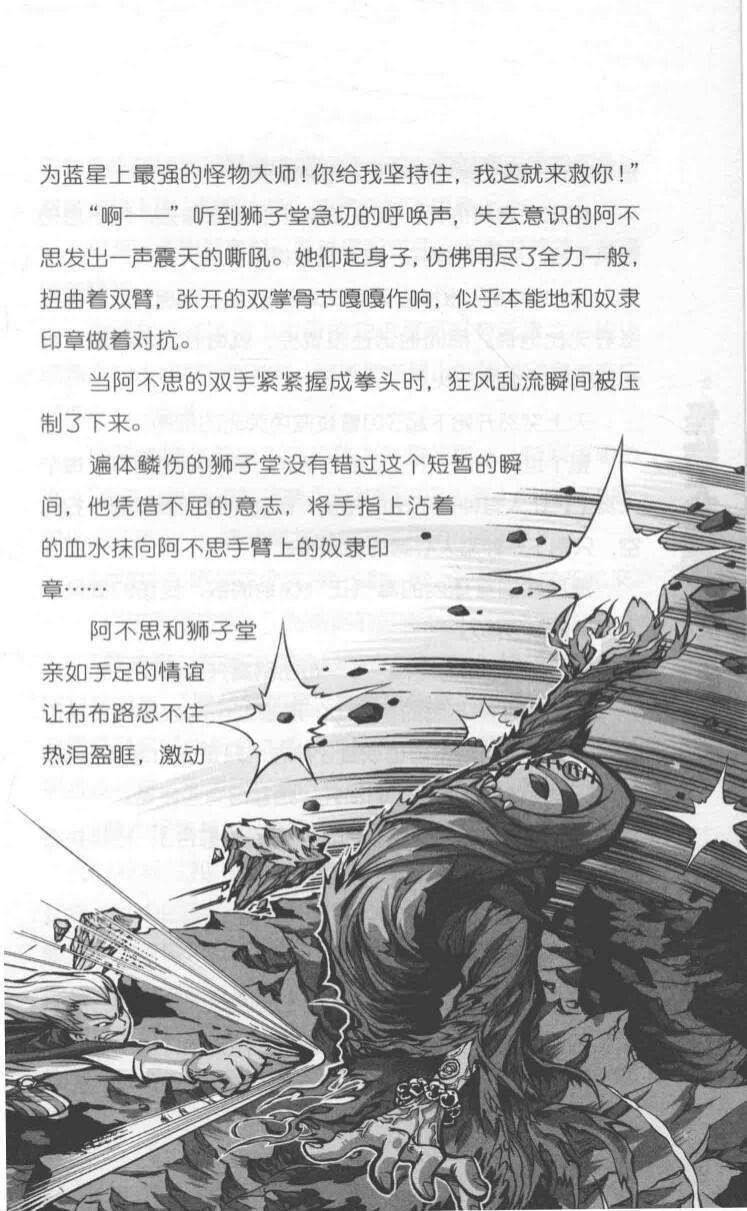 为蓝星上最强的怪物大师！你给我坚持住，我这就来救你！”
“啊——”听到狮子堂急切的呼唤声，失去意识的阿不
思发出一声震天的嘶吼。她仰起身子，仿佛用尽了全力一般，
扭曲着双臂，张开的双掌骨节嘎嘎作响，似乎本能地和奴隶
印章做着对抗。
当阿不思的双手紧紧握成拳头时，狂风乱流瞬间被压
制了下来。
遍体鳞伤的狮子堂没有错过这个短暂的瞬
间，他凭借不屈的意志，将手指上沾着
的血水抹向阿不思手臂上的奴隶印
章…
阿不思和狮子堂
亲如手足的情谊
让布布路忍不住
热泪盈眶，激动